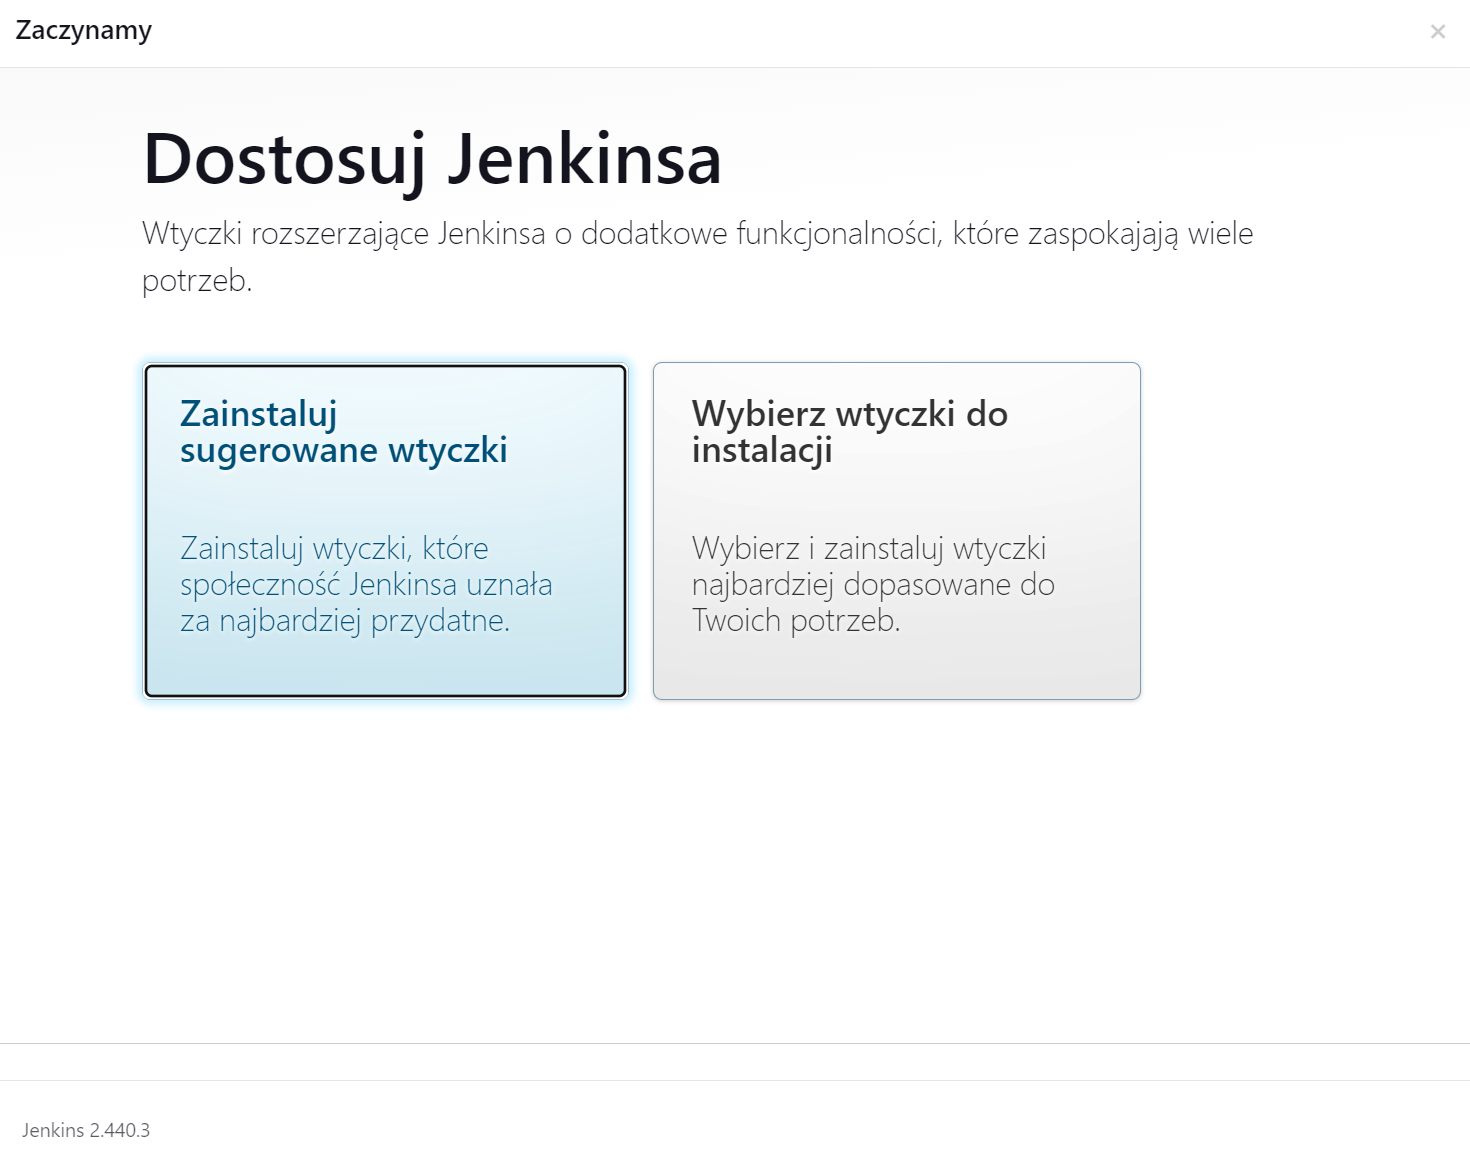 Zaczynamy
×
Dostosuj Jenkinsa
Wtyczki rozszerzające Jenkinsa o dodatkowe funkcjonalności, które zaspokajają wiele
potrzeb.
Zainstaluj
sugerowane wtyczki
Zainstaluj wtyczki, które
społeczność Jenkinsa uznała
za najbardziej przydatne.
Wybierz wtyczki do
instalacji
Wybierz i zainstaluj wtyczki
najbardziej dopasowane do
Twoich potrzeb.
Jenkins 2.440.3